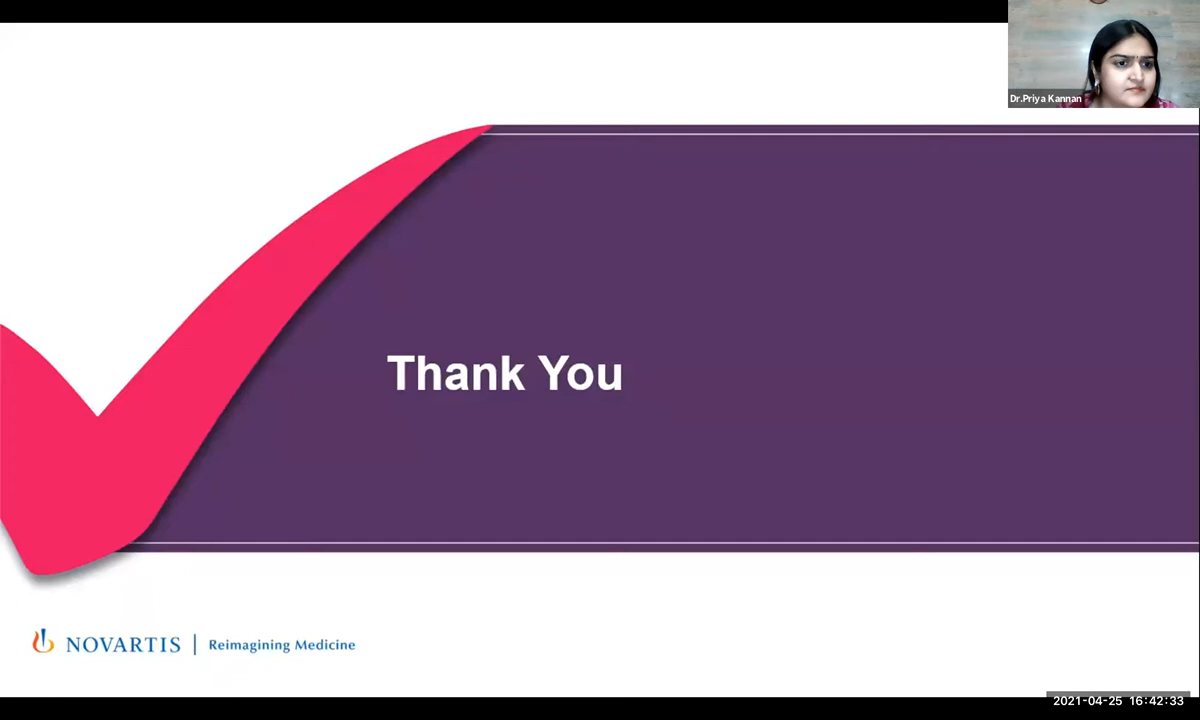 Dr.Priya Kannan
Thank You
NOVARTIS | Reimagining Medicine
2021-04-25 16:42:33